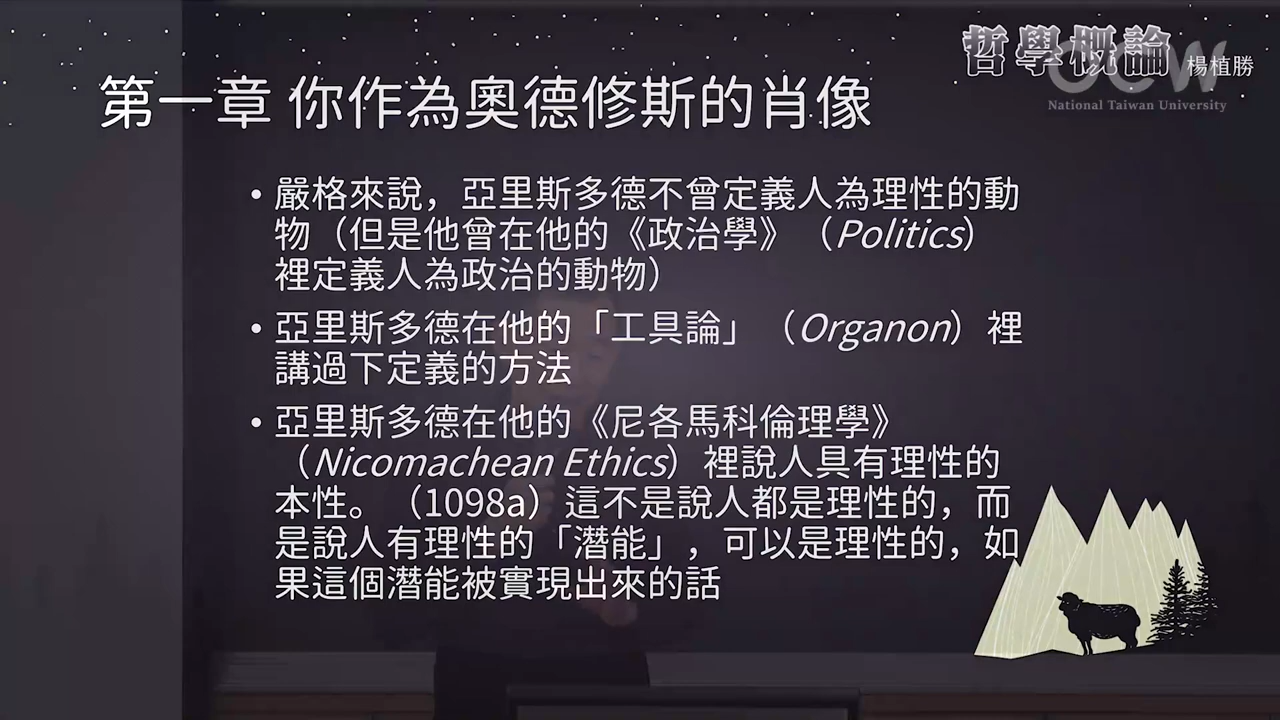 哲學概論 楊植勝
OCW
National Taiwan University
第一章 你作為奧德修斯的肖像
• 嚴格來說，亞里斯多德不曾定義人為理性的動
物（但是他曾在他的《政治學》（Politics）
裡定義人為政治的動物）
• 亞里斯多德在他的「工具論」（Organon）裡
講過下定義的方法
• 亞里斯多德在他的《尼各馬科倫理學》
（Nicomachean Ethics）裡說人具有理性的
本性。（1098a）這不是說人都是理性的，而
是說人有理性的「潛能」，可以是理性的，如
果這個潛能被實現出來的話